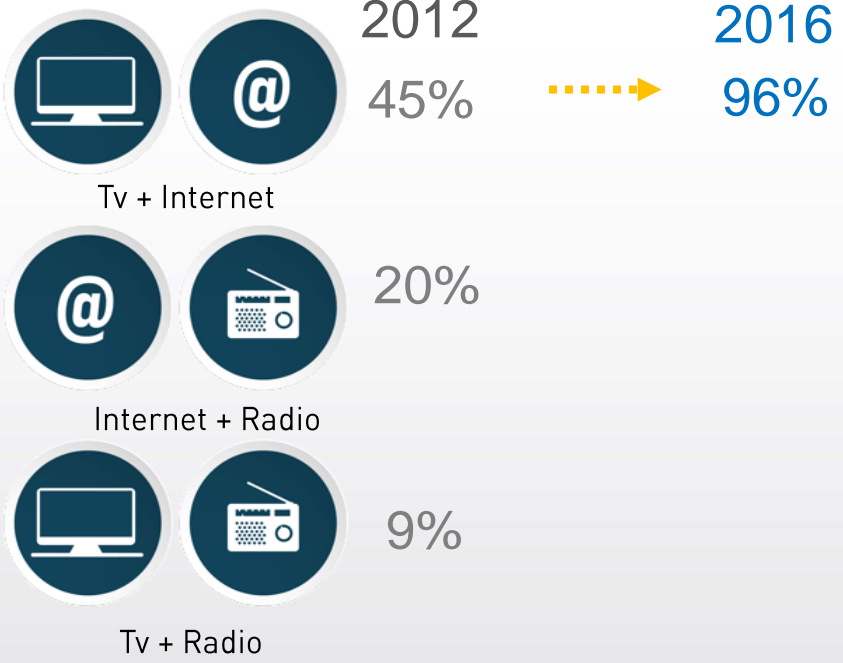 2012 2016
45% 96%
Tv + Internet
20%
Internet + Radio
9%
Tv + Radio